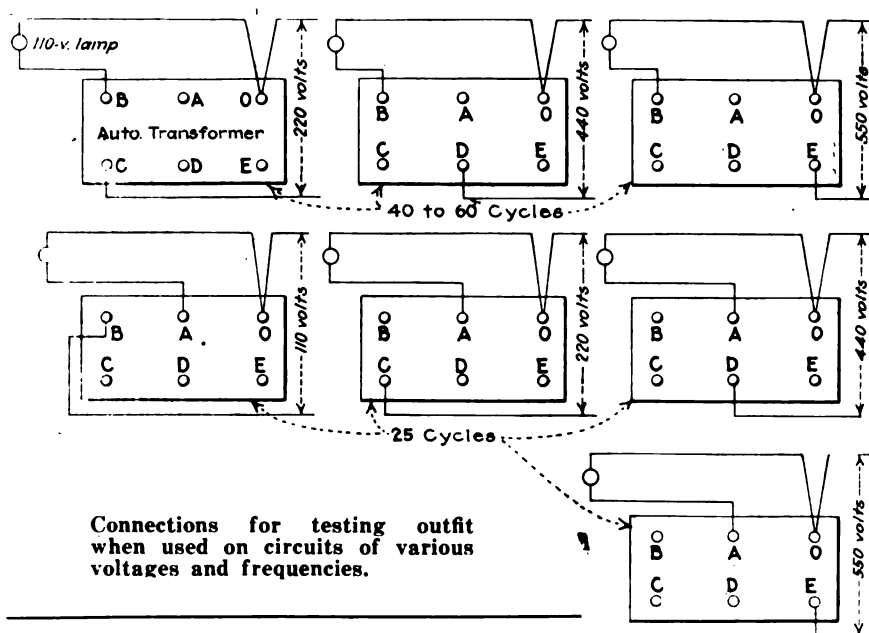 110-v. lamp
B A O
Auto. Transformer
C D E
220 volts
B A O
C D E
440 volts
B A O
C D E
550 volts
40 to 60 Cycles
B A O
C D E
110 volts
B A O
C D E
220 volts
B A O
C D E
440 volts
25 Cycles
B A O
C D E
550 volts
Connections for testing outfit
when used on circuits of various
voltages and frequencies.